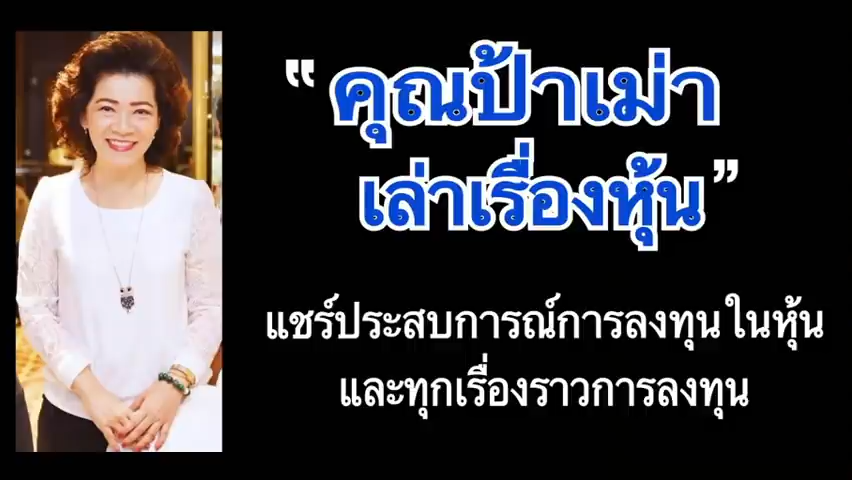 “ คุณป้าเม่า
เล่าเรื่องหุ้น ”
แชร์ประสบการณ์การลงทุน ในหุ้น
และทุกเรื่องราวการลงทุน